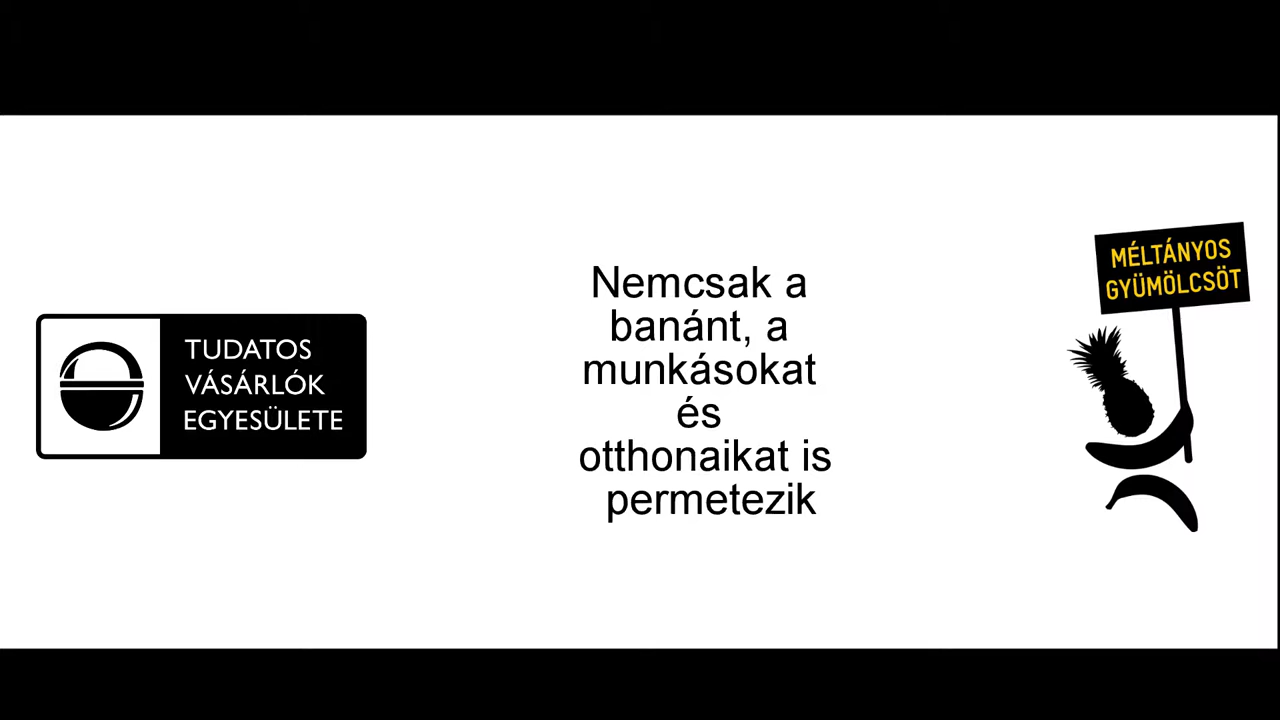 TUDATOS
VÁSÁRLÓK
EGYESÜLETE
Nemcsak a
banánt, a
munkásokat
és
otthonaikat is
permetezik
MÉLTÁNYOS
GYÜMÖLCSÖT